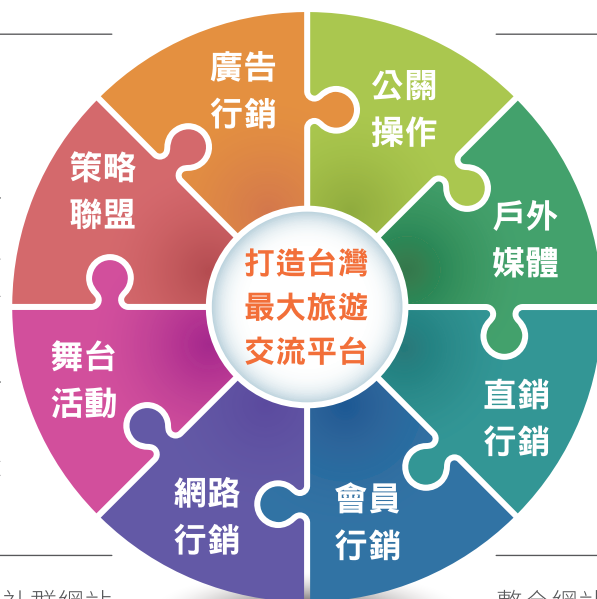 廣告
行銷
公關
操作
戶外
媒體
直銷
行銷
會員
行銷
網路
行銷
舞台
活動
策略
聯盟
打造台灣
最大旅遊
交流平台